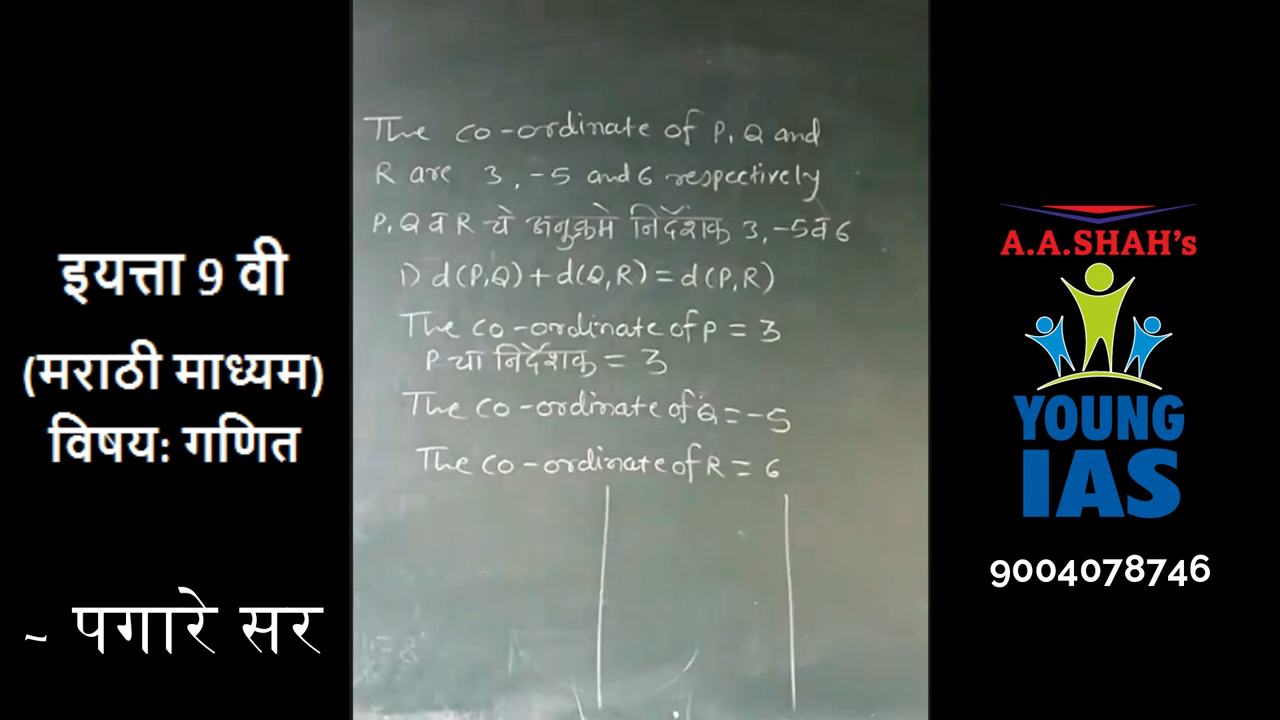 इयत्ता 9 वी
(मराठी माध्यम)
विषय: गणित
~ पगारे सर
The co-ordinate of P, Q and
R are 3, -5 and 6 respectively
P, Q व R चे अनुक्रमे निर्देशक 3, -5 व 6
1) d(P,Q) + d(Q,R) = d(P,R)
The co-ordinate of P = 3
P चा निर्देशक = 3
The co-ordinate of Q = -5
The co-ordinate of R = 6
A.A.SHAH's
YOUNG
IAS
9004078746